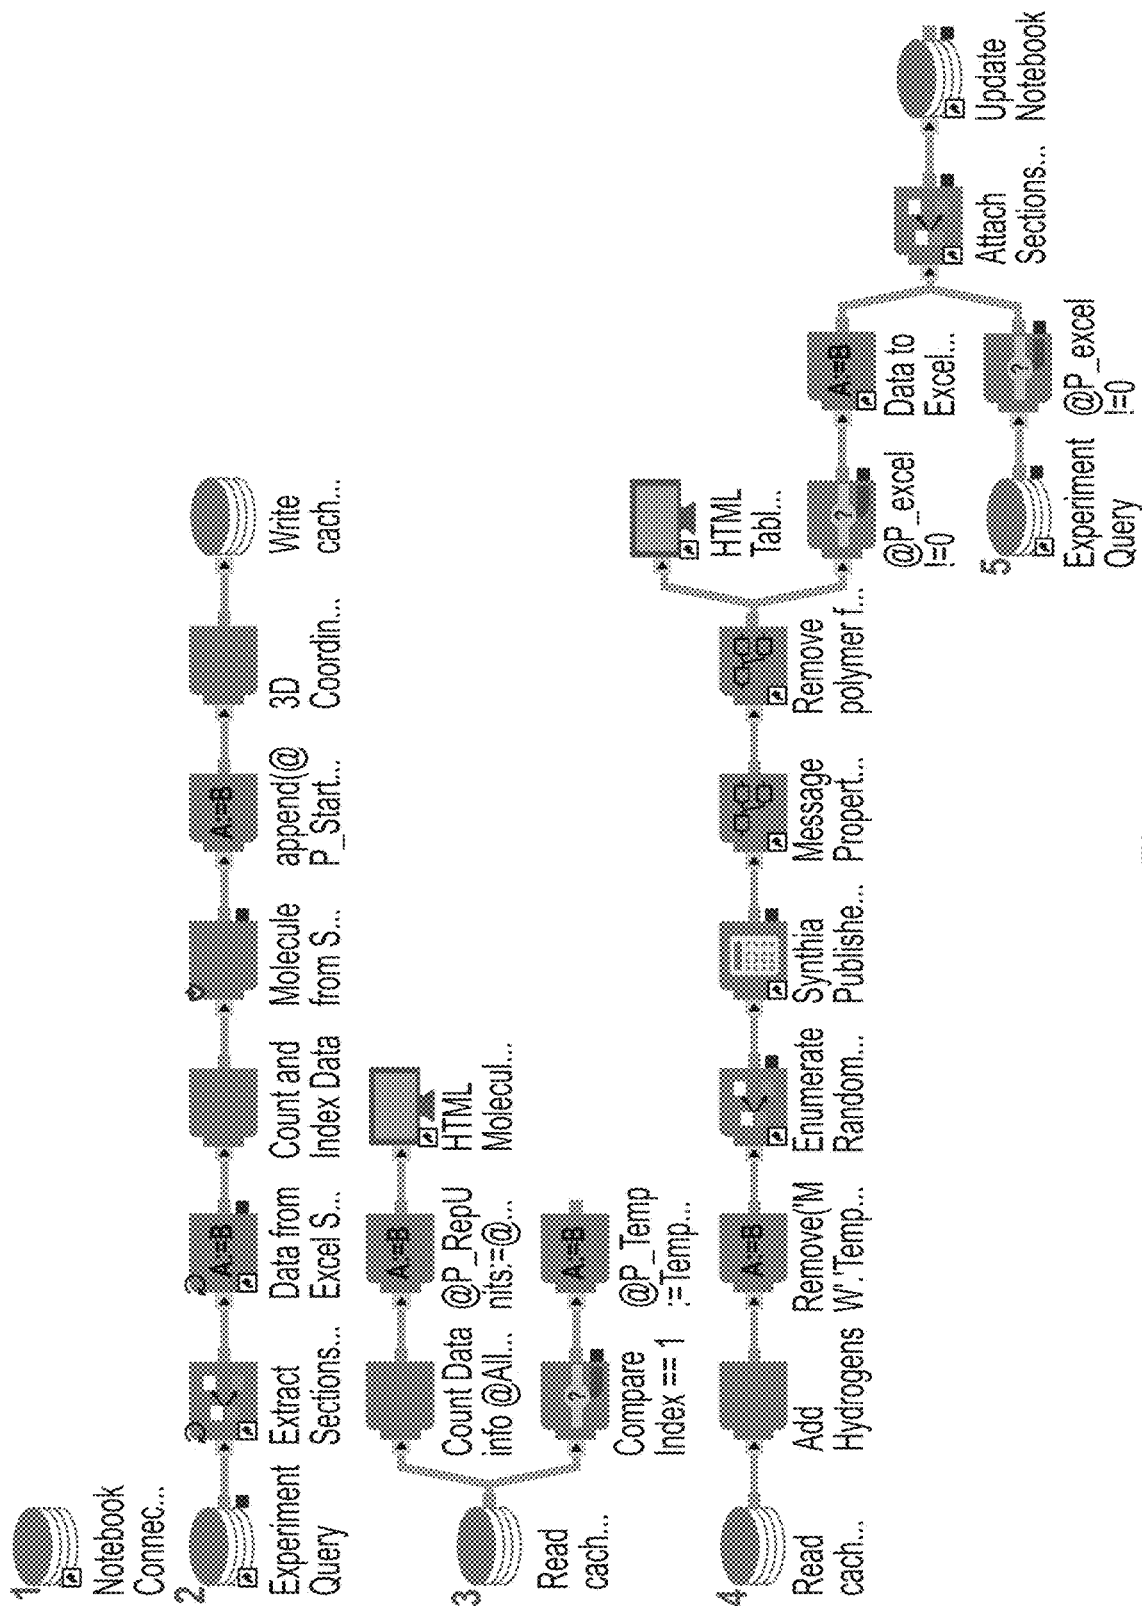 1
Notebook
Connec...
2
Experiment
Query
Extract
Sections...
A:=B
Data from
Excel S...
Count and
Index Data
Molecule
from S...
A:=B
append(@
P_Start...
3D
Coordin...
Write
cach...
3
Read
cach...
Count Data
info @All...
A:=B
@P_RepU
nits:=@...
HTML
Molecul...
?
Compare
Index == 1
A:=B
@P_Temp
:=Temp...
4
Read
cach...
Add
Hydrogens
A:=B
Remove('M
W'.'Temp...
Enumerate
Random...
Synthia
Publishe...
Message
Propert...
Remove
polymer f...
HTML
Tabl...
?
@P_excel
!=0
A:=B
Data to
Excel...
5
Experiment
Query
?
@P_excel
!=0
Attach
Sections...
Update
Notebook